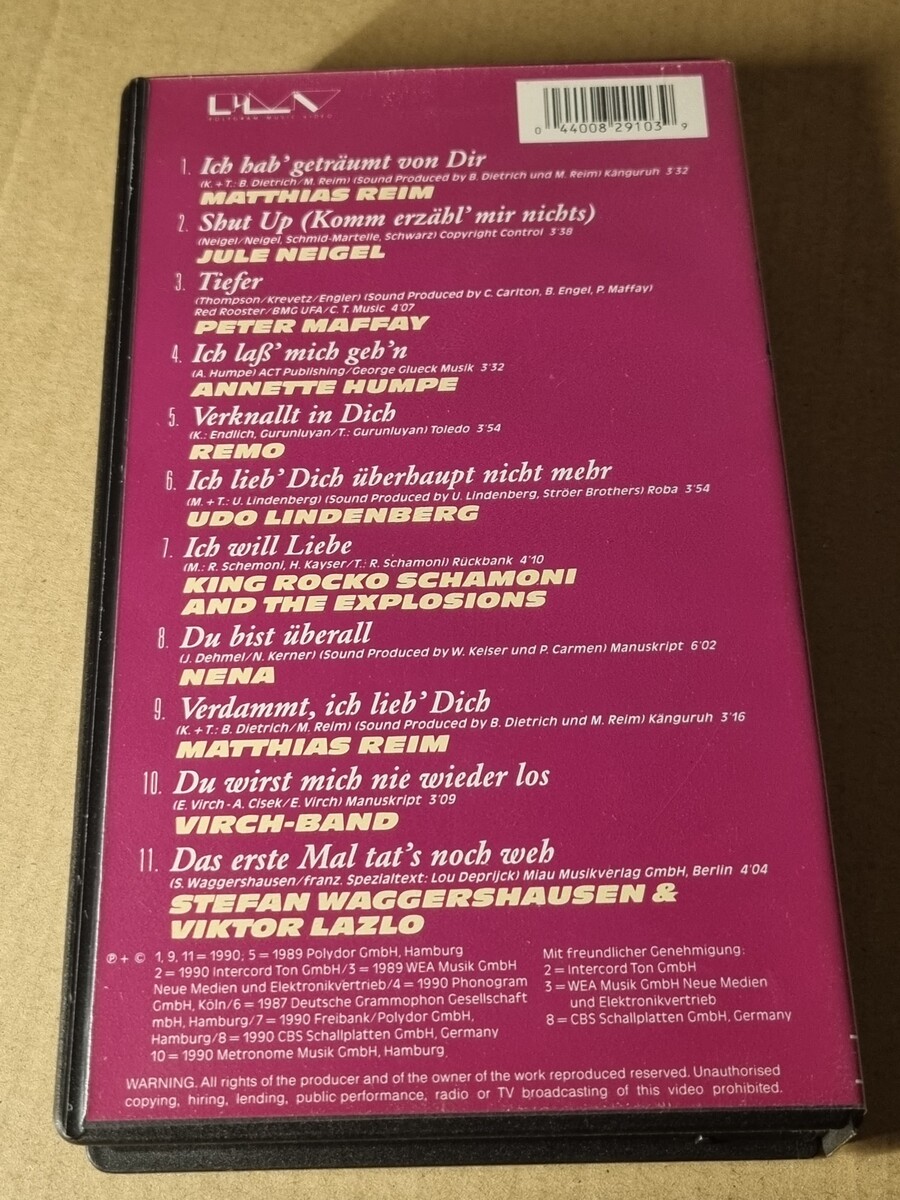 PMV
POLYGRAM MUSIC VIDEO
0 44008 29103 9
1. Ich hab' geträumt von Dir
(K. + T.: B. Dietrich/M. Reim) (Sound Produced by B. Dietrich und M. Reim) Känguruh 3'32
MATTHIAS REIM
2. Shut Up (Komm erzähl' mir nichts)
(Neigel/Neigel, Schmid-Martelle, Schwarz) Copyright Control 3'38
JULE NEIGEL
3. Tiefer
(Thompson/Krevetz/Engler) (Sound Produced by C. Carlton, B. Engel, P. Maffay)
Red Rooster/BMG UFA/C. T. Music 4'07
PETER MAFFAY
4. Ich laß' mich geh'n
(A. Humpe) ACT Publishing/George Glueck Musik 3'32
ANNETTE HUMPE
5. Verknallt in Dich
(K.: Endlich, Gurunluyan/T.: Gurunluyan) Toledo 3'54
REMO
6. Ich lieb' Dich überhaupt nicht mehr
(M. + T.: U. Lindenberg) (Sound Produced by U. Lindenberg, Ströer Brothers) Roba 3'54
UDO LINDENBERG
7. Ich will Liebe
(M.: R. Schemoni, H. Kayser/T.: R. Schamoni) Rückbank 4'10
KING ROCKO SCHAMONI
AND THE EXPLOSIONS
8. Du bist überall
(J. Dehmel/N. Kerner) (Sound Produced by W. Keiser und P. Carmen) Manuskript 6'02
NENA
9. Verdammt, ich lieb' Dich
(K. + T.: B. Dietrich/M. Reim) (Sound Produced by B. Dietrich und M. Reim) Känguruh 3'16
MATTHIAS REIM
10. Du wirst mich nie wieder los
(E. Virch - A. Cisek/E. Virch) Manuskript 3'09
VIRCH-BAND
11. Das erste Mal tat's noch weh
(S. Waggershausen/franz. Spezialtext: Lou Deprijck) Miau Musikverlag GmbH, Berlin 4'04
STEFAN WAGGERSHAUSEN &
VIKTOR LAZLO
℗ + © 1, 9, 11 = 1990, 5 = 1989 Polydor GmbH, Hamburg
2 = 1990 Intercord Ton GmbH/3 = 1989 WEA Musik GmbH
Neue Medien und Elektronikvertrieb/4 = 1990 Phonogram
GmbH, Köln/6 = 1987 Deutsche Grammophon Gesellschaft
mbH, Hamburg/7 = 1990 Freibank/Polydor GmbH,
Hamburg/8 = 1990 CBS Schallplatten GmbH, Germany
10 = 1990 Metronome Musik GmbH, Hamburg
Mit freundlicher Genehmigung:
2 = Intercord Ton GmbH
3 = WEA Musik GmbH Neue Medien
und Elektronikvertrieb
8 = CBS Schallplatten GmbH, Germany
WARNING. All rights of the producer and of the owner of the work reproduced reserved. Unauthorised
copying, hiring, lending, public performance, radio or TV broadcasting of this video prohibited.